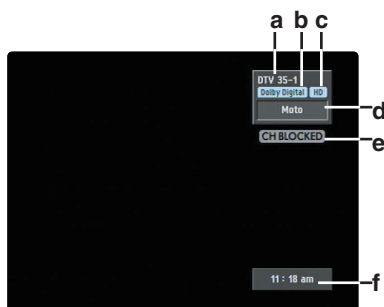 a b c
DTV 35-1
Dolby Digital HD
Moto
d
CH BLOCKED
e
11 : 18 am
f